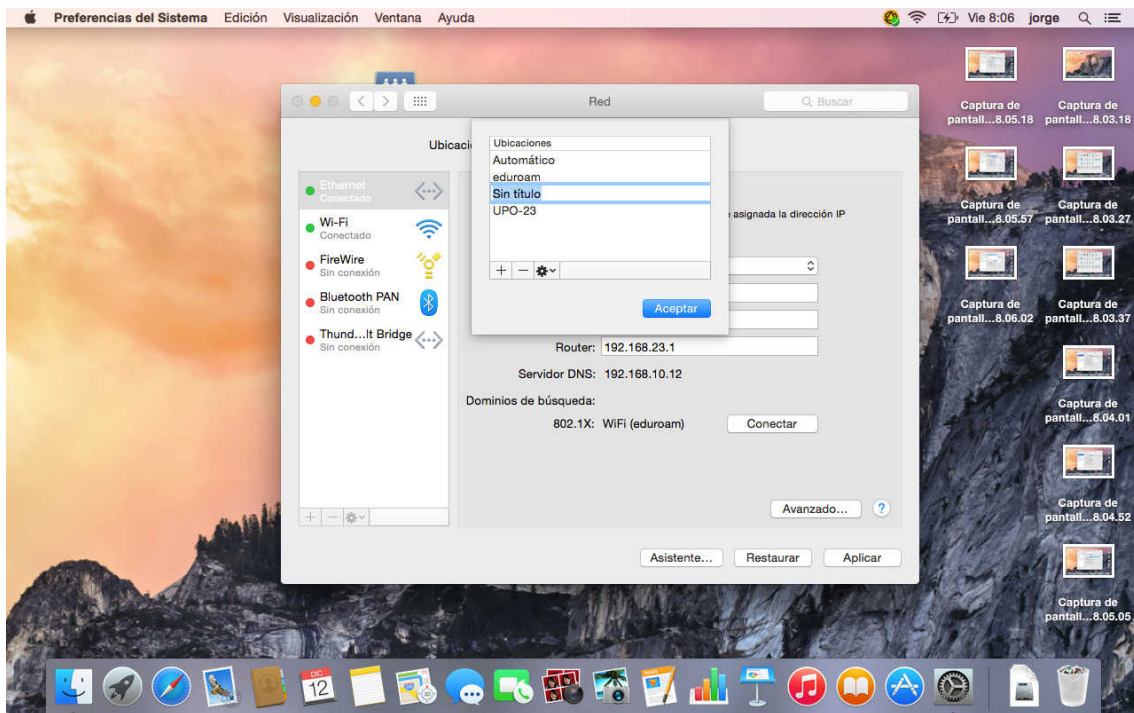 Preferencias del Sistema Edición Visualización Ventana Ayuda
Vie 8:06 jorge
Red
Buscar
Ubicaci
Ubicaciones
Automático
eduroam
Sin título
UPO-23
Aceptar
Ethernet
Conectado
Wi-Fi
Conectado
FireWire
Sin conexión
Bluetooth PAN
Sin conexión
Thund...lt Bridge
Sin conexión
asignada la dirección IP
Router: 192.168.23.1
Servidor DNS: 192.168.10.12
Dominios de búsqueda:
802.1X: WiFi (eduroam) Conectar
Avanzado... ?
Asistente... Restaurar Aplicar
Captura de
pantall...8.05.18
Captura de
pantall...8.03.18
Captura de
pantall...8.05.57
Captura de
pantall...8.03.27
Captura de
pantall...8.06.02
Captura de
pantall...8.03.37
Captura de
pantall...8.04.01
Captura de
pantall...8.04.52
Captura de
pantall...8.05.05
DIC
12